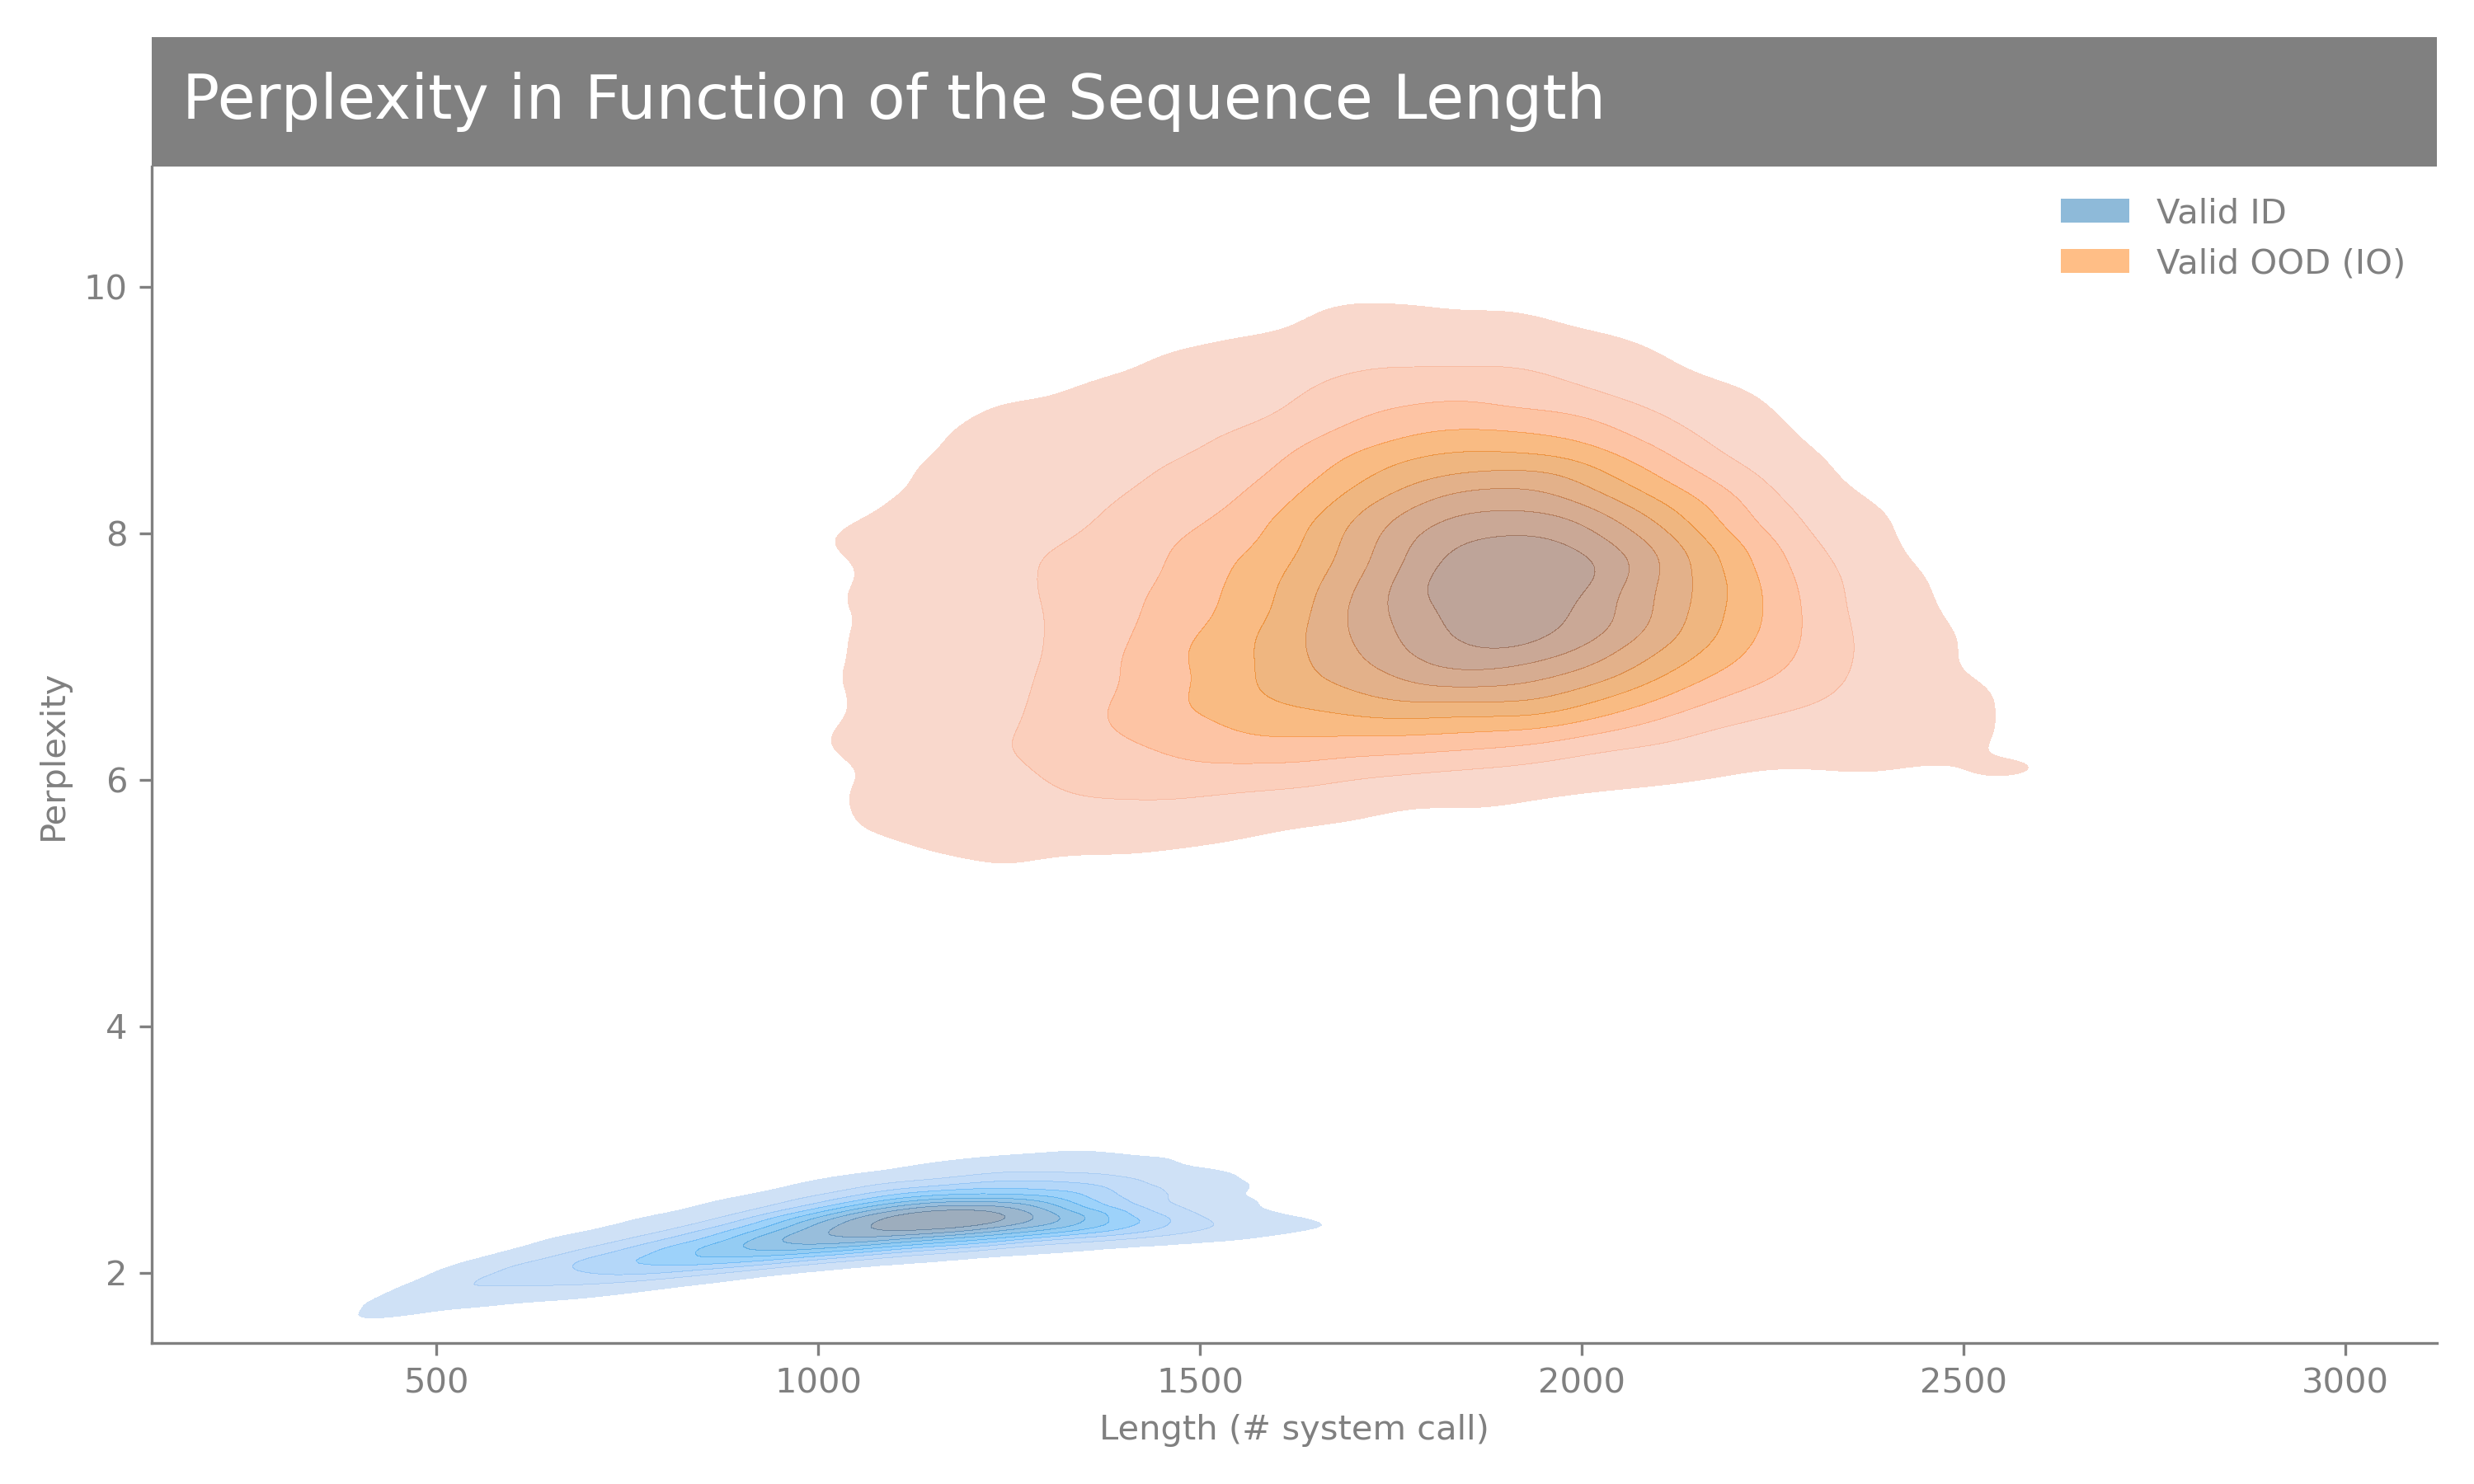 Perplexity in Function of the Sequence Length
Valid ID
Valid OOD (IO)
10
8
6
4
2
Perplexity
500 1000 1500 2000 2500 3000
Length (# system call)